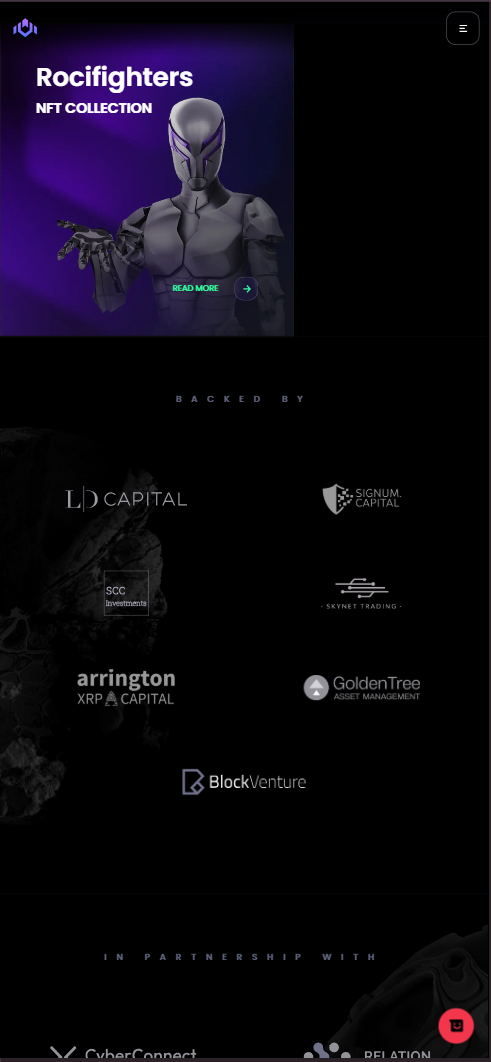 Rocifighters
NFT COLLECTION
READ MORE
BACKED BY
LD CAPITAL
SIGNUM.
CAPITAL
SCC
Investments
· SKYNET TRADING ·
arrington
XRP CAPITAL
GoldenTree
ASSET MANAGEMENT
BlockVenture
IN PARTNERSHIP WITH
CyberConnect
RELATION